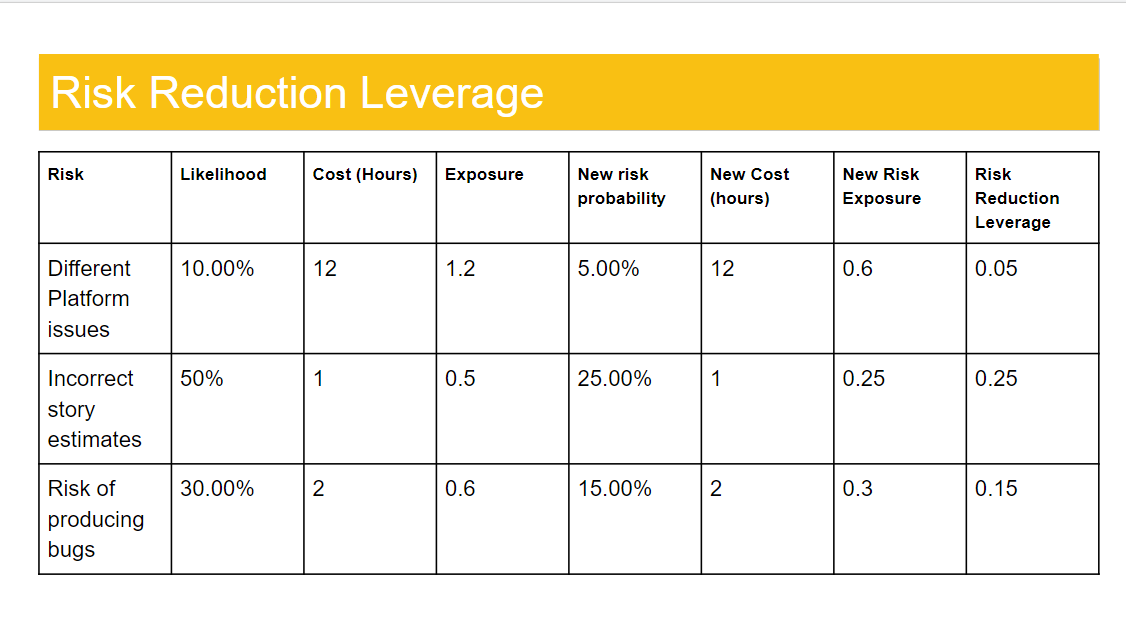 Risk Reduction Leverage
Risk Likelihood Cost (Hours) Exposure New risk New Cost New Risk Risk
probability (hours) Exposure Reduction
Leverage
Different 10.00% 12 1.2 5.00% 12 0.6 0.05
Platform
issues
Incorrect 50% 1 0.5 25.00% 1 0.25 0.25
story
estimates
Risk of 30.00% 2 0.6 15.00% 2 0.3 0.15
producing
bugs